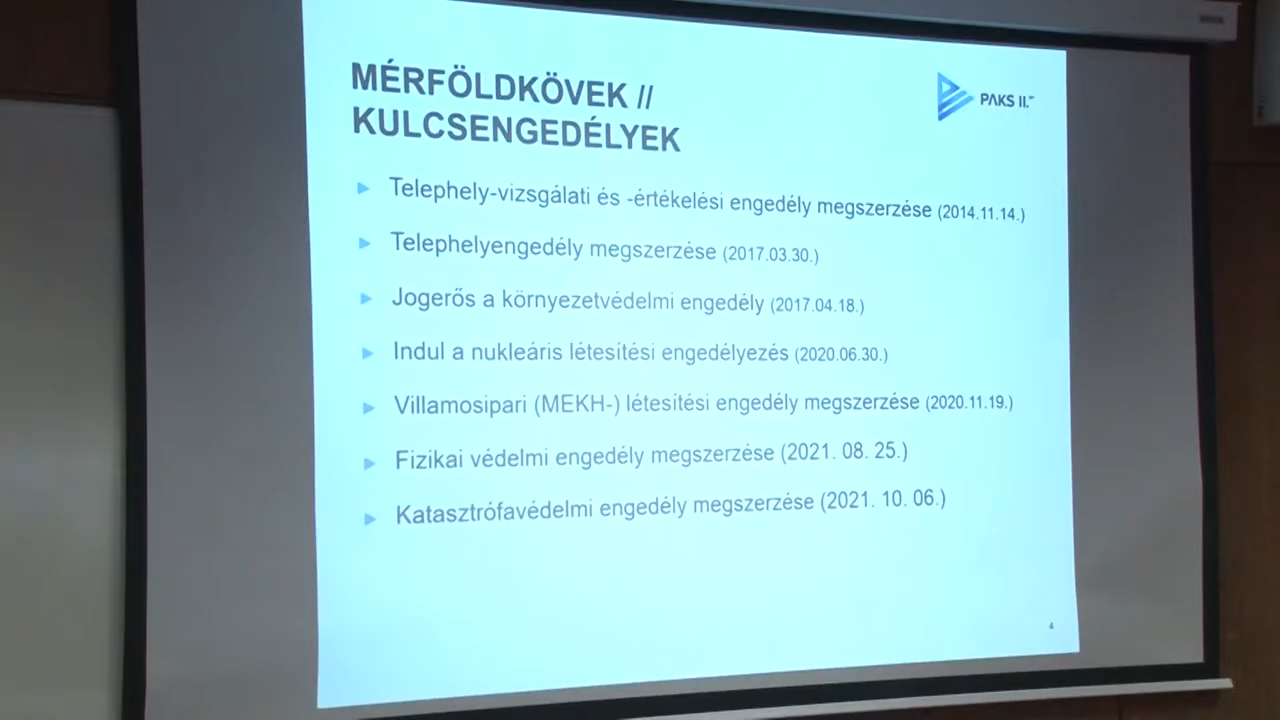 MÉRFÖLDKÖVEK //
KULCSENGEDÉLYEK
PAKS II.
Telephely-vizsgálati és -értékelési engedély megszerzése (2014.11.14.)
Telephelyengedély megszerzése (2017.03.30.)
Jogerős a környezetvédelmi engedély (2017.04.18.)
Indul a nukleáris létesítési engedélyezés (2020.06.30.)
Villamosipari (MEKH-) létesítési engedély megszerzése (2020.11.19.)
Fizikai védelmi engedély megszerzése (2021. 08. 25.)
Katasztrófavédelmi engedély megszerzése (2021. 10. 06.)
4